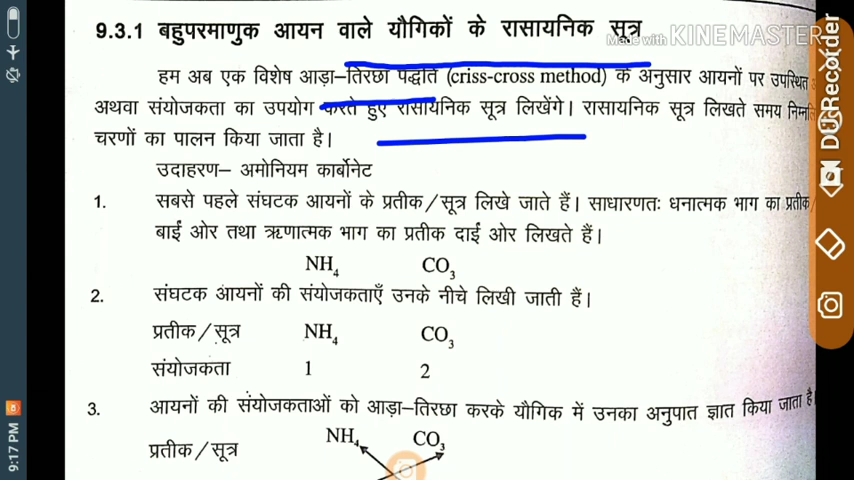 9.3.1 बहुपरमाणुक आयन वाले यौगिकों के रासायनिक सूत्र
Made with KINEMASTER
हम अब एक विशेष आड़ा–तिरछा पद्धति (criss-cross method) के अनुसार आयनों पर उपस्थित
अथवा संयोजकता का उपयोग करते हुए रासायनिक सूत्र लिखेंगे। रासायनिक सूत्र लिखते समय
चरणों का पालन किया जाता है।
उदाहरण– अमोनियम कार्बोनेट
1. सबसे पहले संघटक आयनों के प्रतीक/सूत्र लिखे जाते हैं। साधारणतः धनात्मक भाग का प्रतीक/
बाईं ओर तथा ऋणात्मक भाग का प्रतीक दाईं ओर लिखते हैं।
NH₄ CO₃
2. संघटक आयनों की संयोजकताएँ उनके नीचे लिखी जाती हैं।
प्रतीक/सूत्र NH₄ CO₃
संयोजकता 1 2
3. आयनों की संयोजकताओं को आड़ा–तिरछा करके यौगिक में उनका अनुपात ज्ञात किया जाता है।
प्रतीक/सूत्र NH₄ CO₃
DU Recorder
9:17 PM